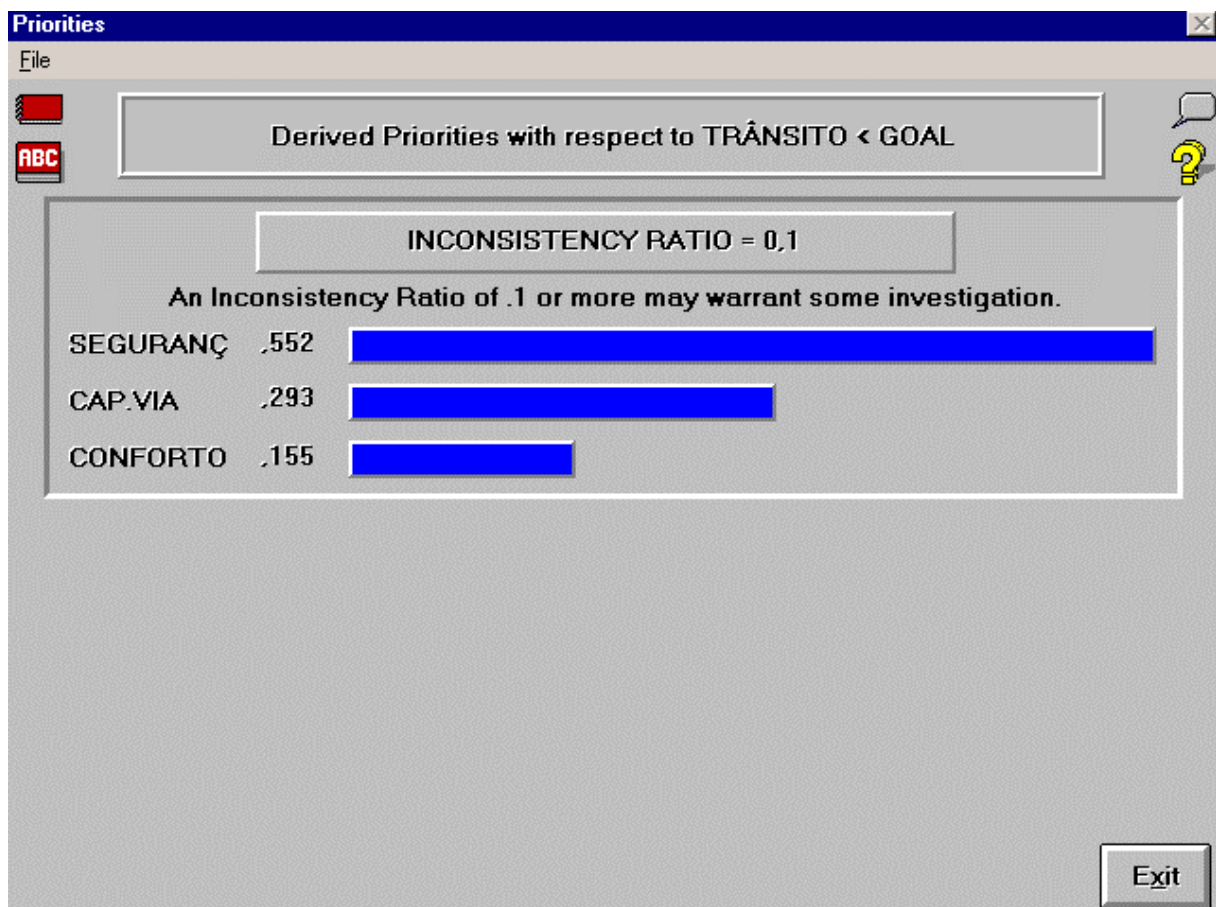 Priorities
File
ABC
Derived Priorities with respect to TRÂNSITO < GOAL
INCONSISTENCY RATIO = 0,1
An Inconsistency Ratio of .1 or more may warrant some investigation.
SEGURANÇ ,552
CAP.VIA ,293
CONFORTO ,155
Exit